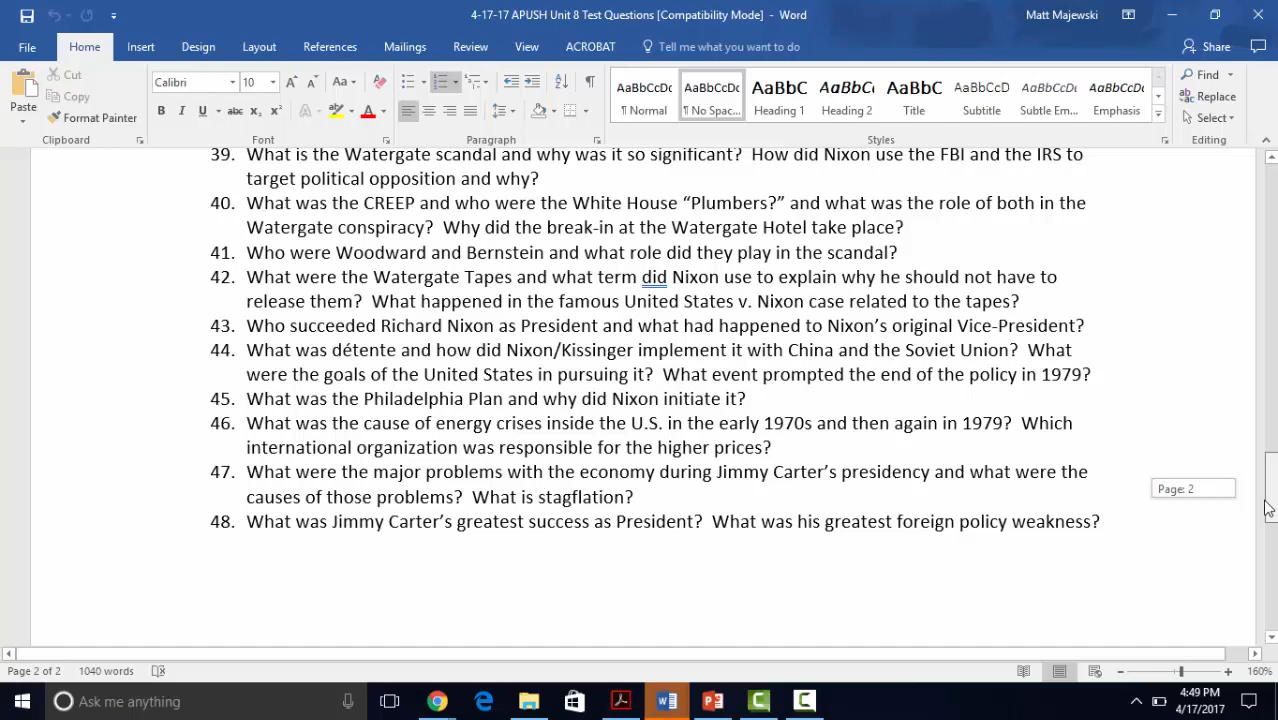 4-17-17 APUSH Unit 8 Test Questions [Compatibility Mode] - Word
Matt Majewski
File Home Insert Design Layout References Mailings Review View ACROBAT Tell me what you want to do Share
Cut
Copy
Format Painter
Paste
Calibri 10
Aa
B I U abc x₂ x²
A
AaBbCcDc AaBbCcDc AaBbC AaBbCc AaBbC AaBbCcD AaBbCcDc AaBbCcDc
¶ Normal ¶ No Spac... Heading 1 Heading 2 Title Subtitle Subtle Em... Emphasis
Find
Replace
Select
Clipboard Font Paragraph Styles Editing
39. What is the Watergate scandal and why was it so significant? How did Nixon use the FBI and the IRS to
target political opposition and why?
40. What was the CREEP and who were the White House “Plumbers?” and what was the role of both in the
Watergate conspiracy? Why did the break-in at the Watergate Hotel take place?
41. Who were Woodward and Bernstein and what role did they play in the scandal?
42. What were the Watergate Tapes and what term did Nixon use to explain why he should not have to
release them? What happened in the famous United States v. Nixon case related to the tapes?
43. Who succeeded Richard Nixon as President and what had happened to Nixon’s original Vice-President?
44. What was détente and how did Nixon/Kissinger implement it with China and the Soviet Union? What
were the goals of the United States in pursuing it? What event prompted the end of the policy in 1979?
45. What was the Philadelphia Plan and why did Nixon initiate it?
46. What was the cause of energy crises inside the U.S. in the early 1970s and then again in 1979? Which
international organization was responsible for the higher prices?
47. What were the major problems with the economy during Jimmy Carter’s presidency and what were the
causes of those problems? What is stagflation?
48. What was Jimmy Carter’s greatest success as President? What was his greatest foreign policy weakness?
Page: 2
Page 2 of 2 1040 words 160%
Ask me anything
4:49 PM
4/17/2017